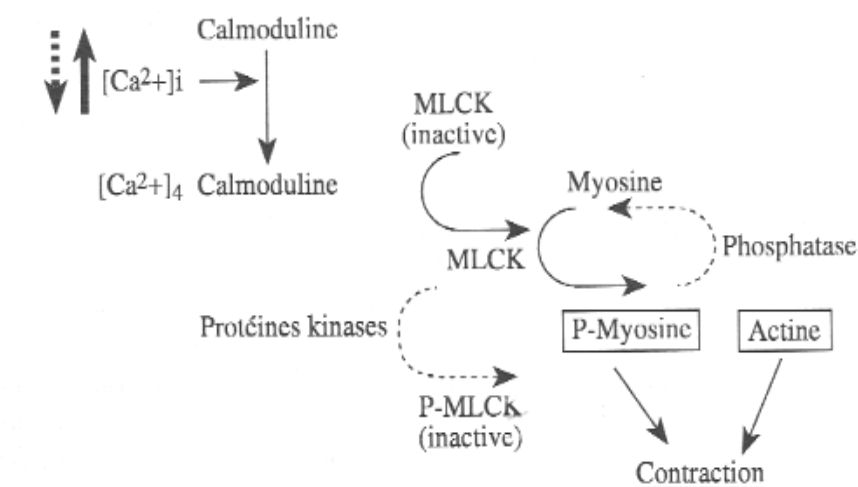 Calmoduline
[Ca2+]i
MLCK
(inactive)
[Ca2+]4 Calmoduline
Myosine
Phosphatase
MLCK
Protéines kinases
P-Myosine
Actine
P-MLCK
(inactive)
Contraction